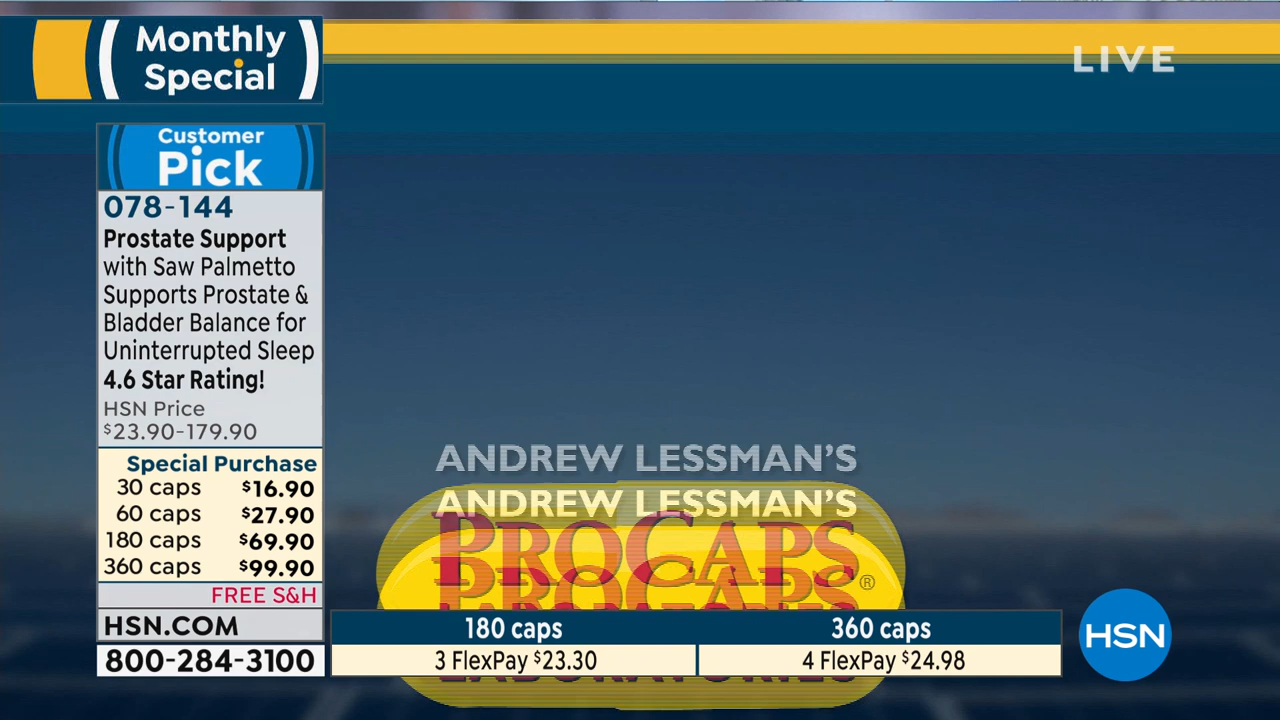 Monthly
Special
LIVE
Customer
Pick
078-144
Prostate Support
with Saw Palmetto
Supports Prostate &
Bladder Balance for
Uninterrupted Sleep
4.6 Star Rating!
HSN Price
$23.90-179.90
Special Purchase
30 caps $16.90
60 caps $27.90
180 caps $69.90
360 caps $99.90
FREE S&H
HSN.COM
800-284-3100
ANDREW LESSMAN'S
ANDREW LESSMAN'S
PROCAPS
PROCAPS ®
LABORATORIES
LABORATORIES
180 caps 360 caps
3 FlexPay $23.30 4 FlexPay $24.98
HSN